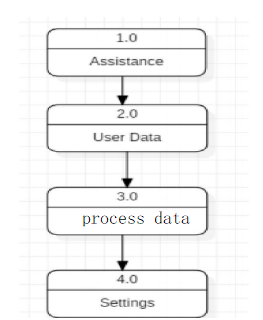 1.0
Assistance
2.0
User Data
3.0
process data
4.0
Settings